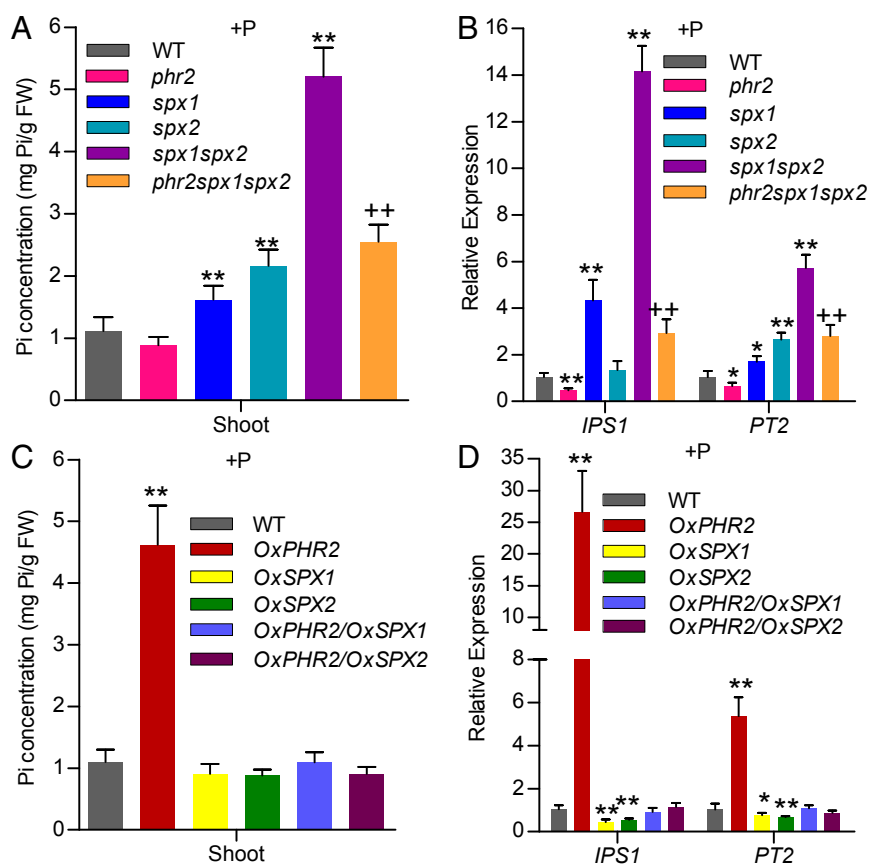 A
+P
Pi concentration (mg Pi/g FW)
6
5
4
3
2
1
0
WT
phr2
spx1
spx2
spx1spx2
phr2spx1spx2
**
**
**
++
Shoot
B
+P
Relative Expression
16
14
12
10
8
6
4
2
0
WT
phr2
spx1
spx2
spx1spx2
phr2spx1spx2
**
**
**
++
*
*
**
**
++
IPS1
PT2
C
+P
Pi concentration (mg Pi/g FW)
6
5
4
3
2
1
0
WT
OxPHR2
OxSPX1
OxSPX2
OxPHR2/OxSPX1
OxPHR2/OxSPX2
**
Shoot
D
+P
Relative Expression
35
30
25
20
15
10
8
6
4
2
0
WT
OxPHR2
OxSPX1
OxSPX2
OxPHR2/OxSPX1
OxPHR2/OxSPX2
**
**
**
**
*
**
IPS1
PT2